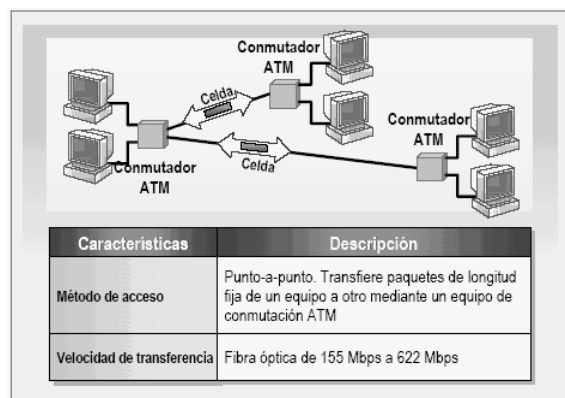 Conmutador
ATM
Celda
Conmutador
ATM
Conmutador
ATM
Celda
Características Descripción
Método de acceso
Punto-a-punto. Transfiere paquetes de longitud
fija de un equipo a otro mediante un equipo de
conmutación ATM
Velocidad de transferencia Fibra óptica de 155 Mbps a 622 Mbps